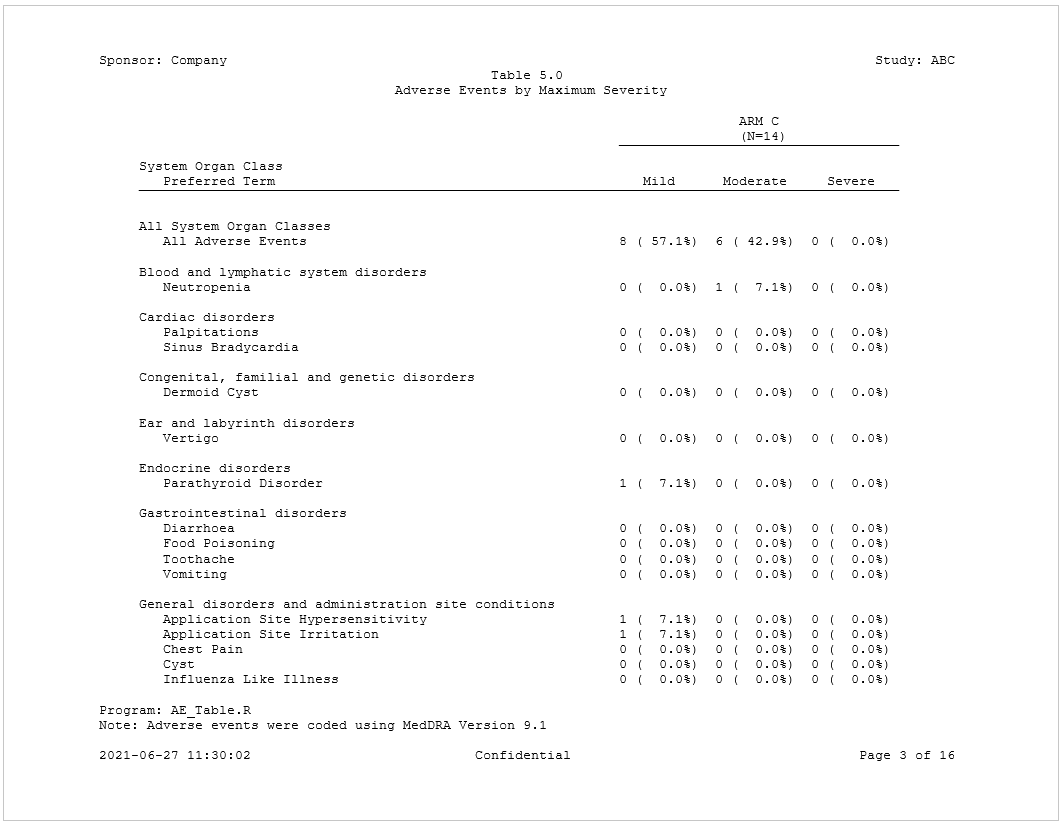 Sponsor: Company Study: ABC
Table 5.0
Adverse Events by Maximum Severity
ARM C
(N=14)
System Organ Class
Preferred Term Mild Moderate Severe
All System Organ Classes
All Adverse Events 8 ( 57.1%) 6 ( 42.9%) 0 ( 0.0%)
Blood and lymphatic system disorders
Neutropenia 0 ( 0.0%) 1 ( 7.1%) 0 ( 0.0%)
Cardiac disorders
Palpitations 0 ( 0.0%) 0 ( 0.0%) 0 ( 0.0%)
Sinus Bradycardia 0 ( 0.0%) 0 ( 0.0%) 0 ( 0.0%)
Congenital, familial and genetic disorders
Dermoid Cyst 0 ( 0.0%) 0 ( 0.0%) 0 ( 0.0%)
Ear and labyrinth disorders
Vertigo 0 ( 0.0%) 0 ( 0.0%) 0 ( 0.0%)
Endocrine disorders
Parathyroid Disorder 1 ( 7.1%) 0 ( 0.0%) 0 ( 0.0%)
Gastrointestinal disorders
Diarrhoea 0 ( 0.0%) 0 ( 0.0%) 0 ( 0.0%)
Food Poisoning 0 ( 0.0%) 0 ( 0.0%) 0 ( 0.0%)
Toothache 0 ( 0.0%) 0 ( 0.0%) 0 ( 0.0%)
Vomiting 0 ( 0.0%) 0 ( 0.0%) 0 ( 0.0%)
General disorders and administration site conditions
Application Site Hypersensitivity 1 ( 7.1%) 0 ( 0.0%) 0 ( 0.0%)
Application Site Irritation 1 ( 7.1%) 0 ( 0.0%) 0 ( 0.0%)
Chest Pain 0 ( 0.0%) 0 ( 0.0%) 0 ( 0.0%)
Cyst 0 ( 0.0%) 0 ( 0.0%) 0 ( 0.0%)
Influenza Like Illness 0 ( 0.0%) 0 ( 0.0%) 0 ( 0.0%)
Program: AE_Table.R
Note: Adverse events were coded using MedDRA Version 9.1
2021-06-27 11:30:02 Confidential Page 3 of 16